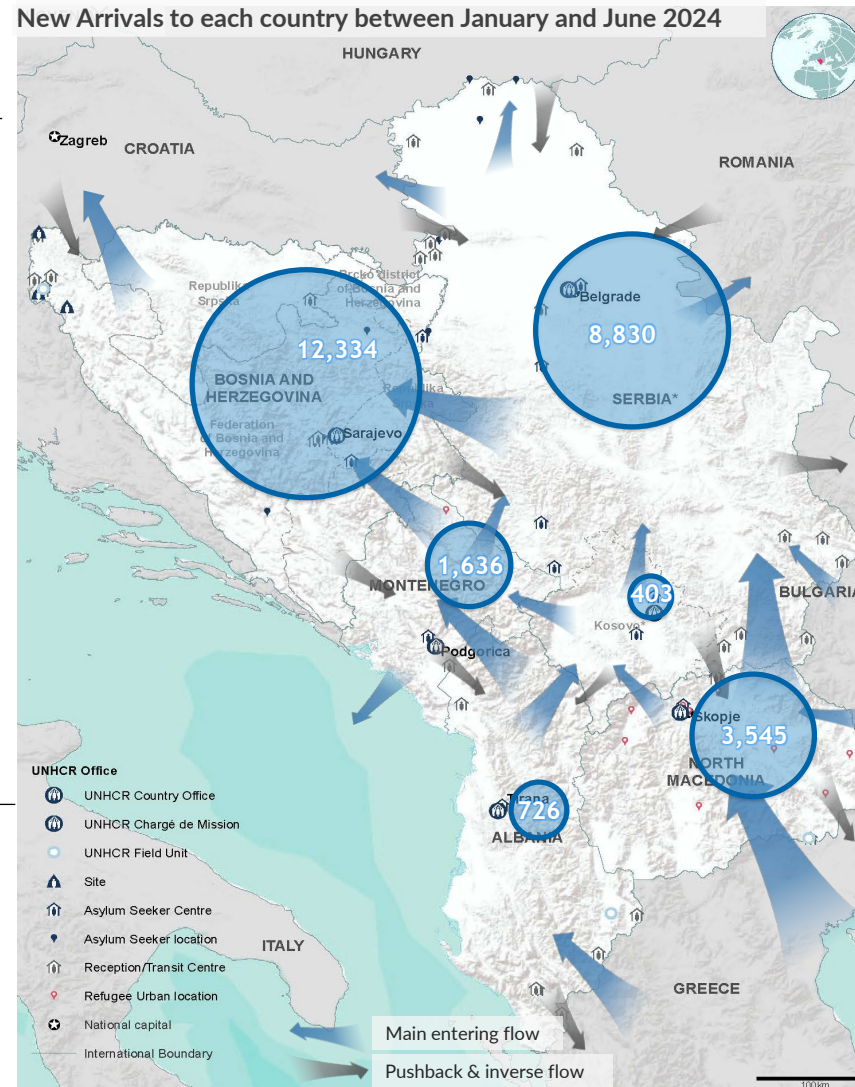 New Arrivals to each country between January and June 2024
HUNGARY
Zagreb
CROATIA
ROMANIA
Republika
Srpska
Brcko district
of Bosnia and
Herzegovina
Belgrade
12,334
8,830
BOSNIA AND
HERZEGOVINA
Republika
SERBIA*
Federation
of Bosnia and
Herzegovina
Sarajevo
1,636
MONTENEGRO
403
BULGARIA
Kosovo*
Podgorica
Skopje
3,545
NORTH
MACEDONIA
UNHCR Office
UNHCR Country Office
Tirana
726
UNHCR Chargé de Mission
ALBANIA
UNHCR Field Unit
Site
Asylum Seeker Centre
Asylum Seeker location
ITALY
Reception/Transit Centre
GREECE
Refugee Urban location
National capital
Main entering flow
International Boundary
Pushback & inverse flow
100km